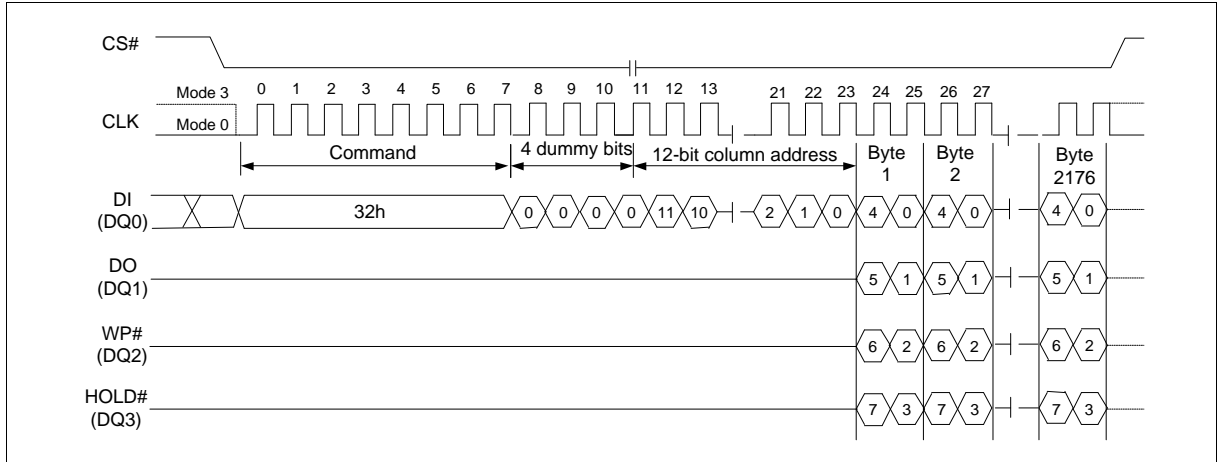 CS#
Mode 3
CLK
Mode 0
0 1 2 3 4 5 6 7 8 9 10 11 12 13 21 22 23 24 25 26 27
Command
4 dummy bits
12-bit column address
Byte 1
Byte 2
Byte 2176
DI (DQ0)
32h 0 0 0 0 11 10 2 1 0 4 0 4 0 4 0
DO (DQ1)
5 1 5 1 5 1
WP# (DQ2)
6 2 6 2 6 2
HOLD# (DQ3)
7 3 7 3 7 3